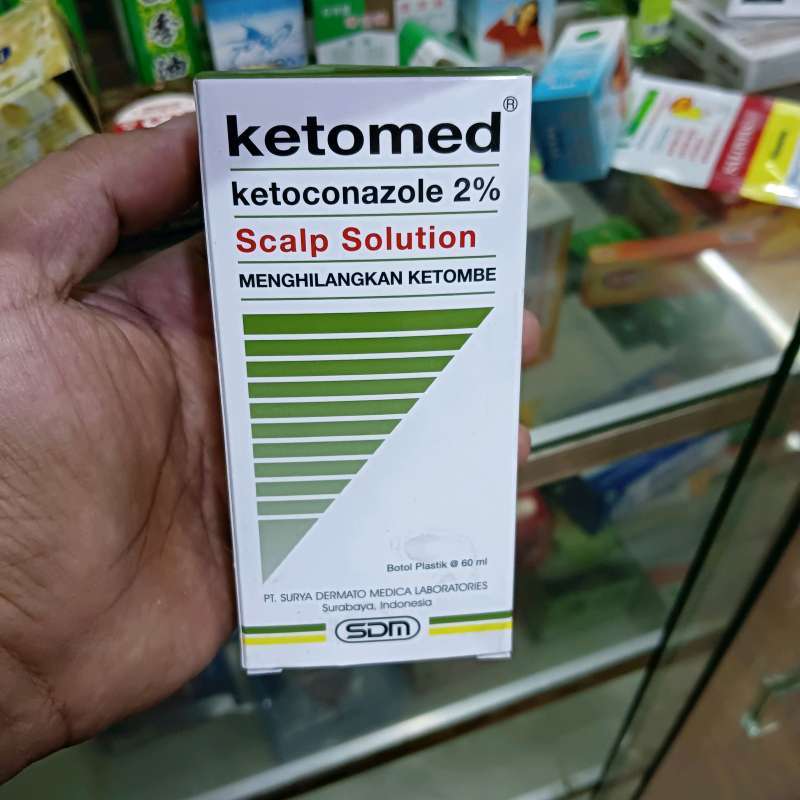 ketomed®
ketoconazole 2%
Scalp Solution
MENGHILANGKAN KETOMBE
Botol Plastik @ 60 ml
PT. SURYA DERMATO MEDICA LABORATORIES
Surabaya, Indonesia
SDM